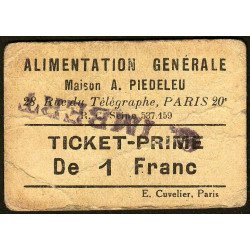 ALIMENTATION GÉNÉRALE
Maison A. PIEDELEU
28, Rue du Télégraphe, PARIS 20e
R. C. Seine 537.159
TICKET-PRIME
De 1 Franc
E. Cuvelier, Paris